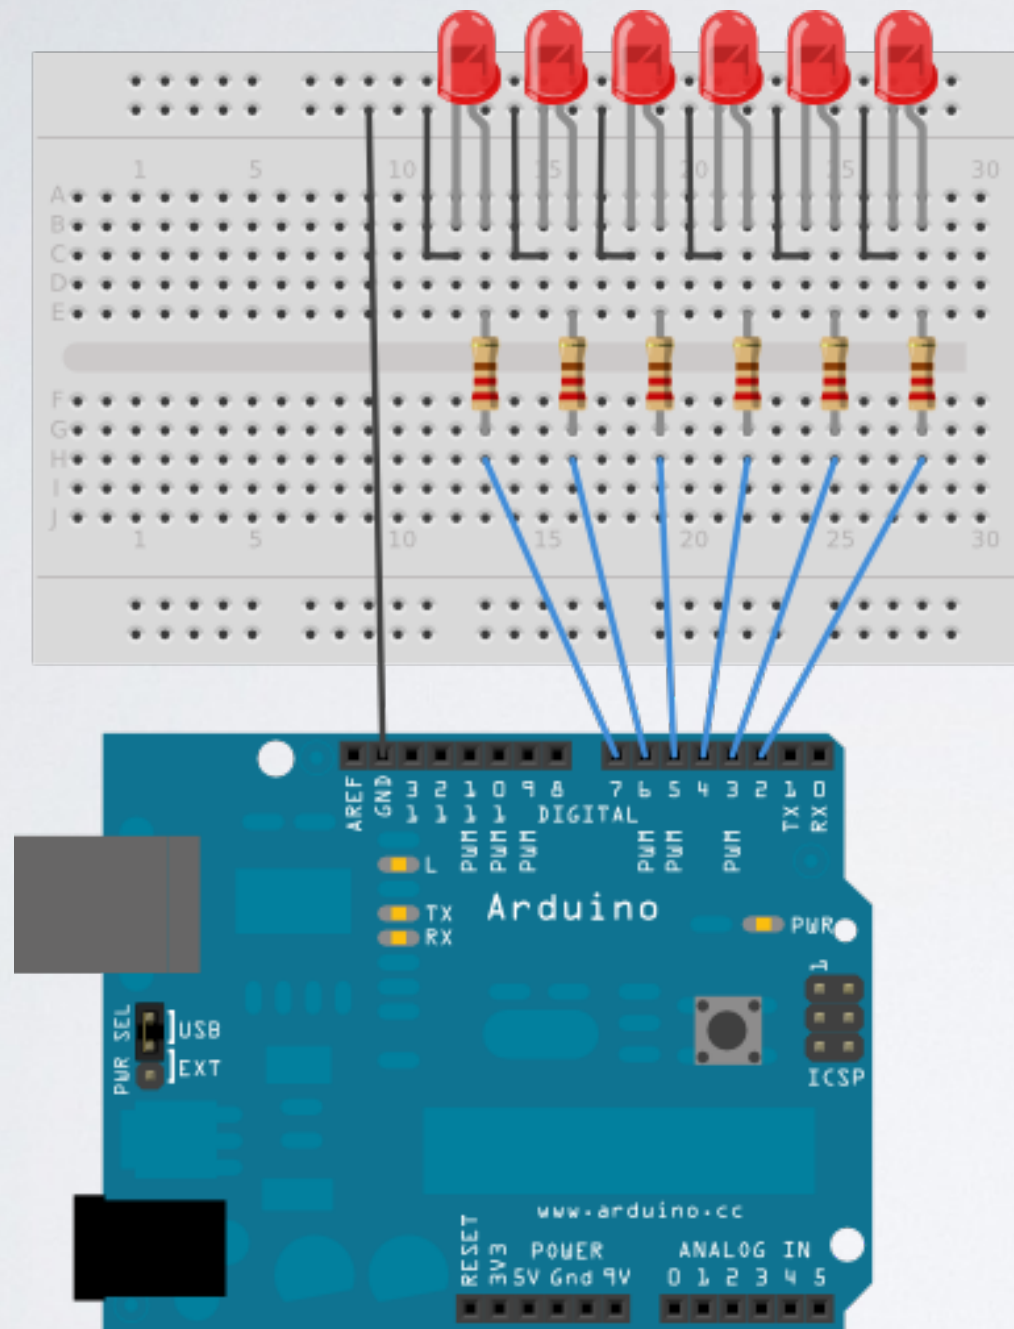 1 5 10 15 20 25 30
A
B
C
D
E
F
G
H
I
J
1 5 10 15 20 25 30
AREF
GND
13 12 11 10 9 8 7 6 5 4 3 2 1 0
TX
RX
DIGITAL
PWM PWM PWM PWM PWM PWM
L
TX
RX
Arduino
PWR
1
ICSP
PWR SEL
USB
EXT
www.arduino.cc
RESET
3V3
POWER
5V Gnd 9V
ANALOG IN
0 1 2 3 4 5